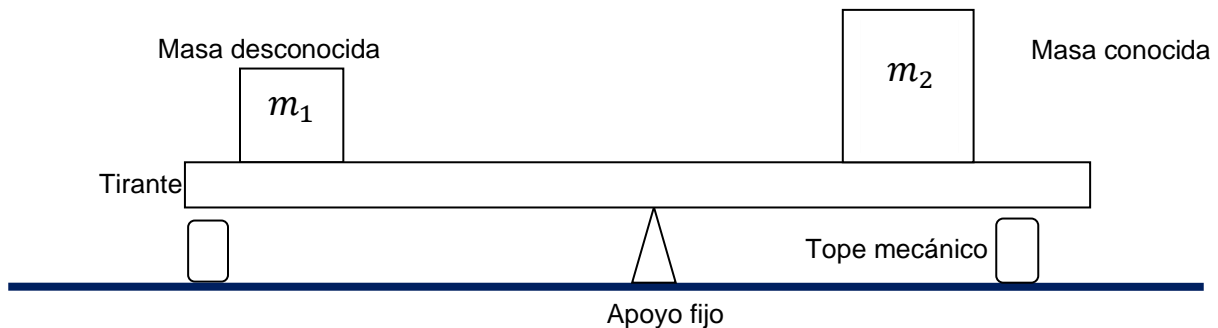 Masa desconocida
Masa conocida
m₁
m₂
Tirante
Tope mecánico
Apoyo fijo